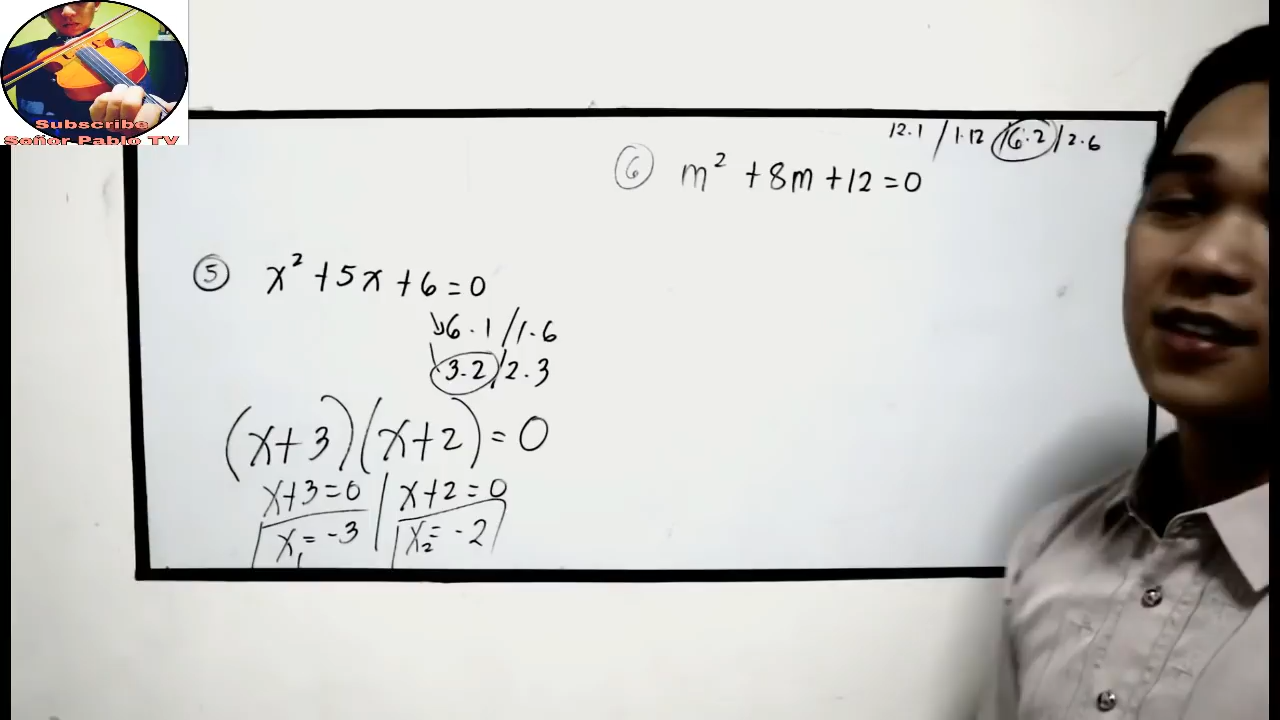 Subscribe
Señor Pablo TV
12.1 / 1.12 / 6.2 / 2.6
⑥ m² + 8m + 12 = 0
⑤ x² + 5x + 6 = 0
6.1 / 1.6
3.2 / 2.3
(x+3)(x+2) = 0
x+3=0 | x+2=0
x₁ = -3 | x₂ = -2